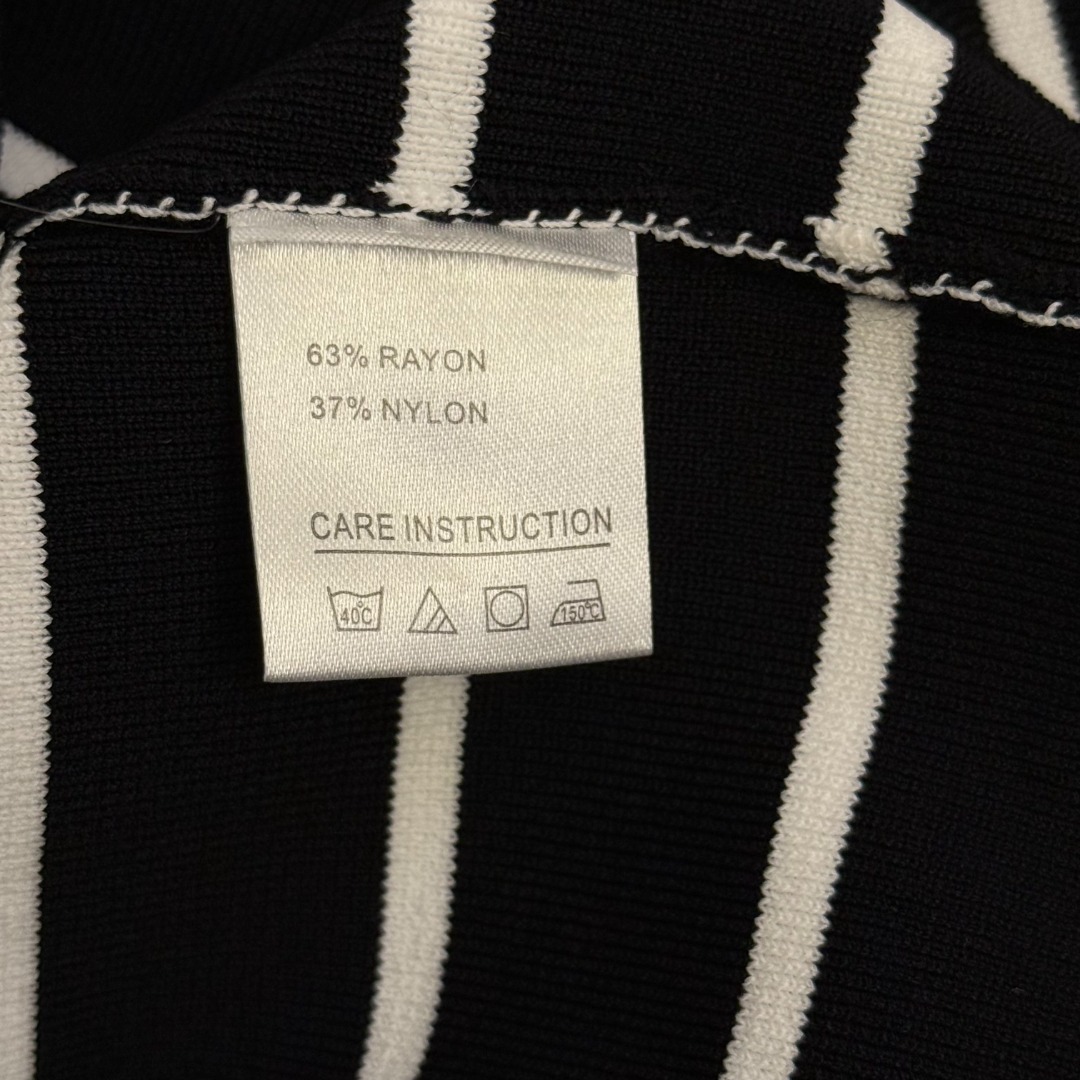 63% RAYON
37% NYLON
CARE INSTRUCTION
40°C
150°C